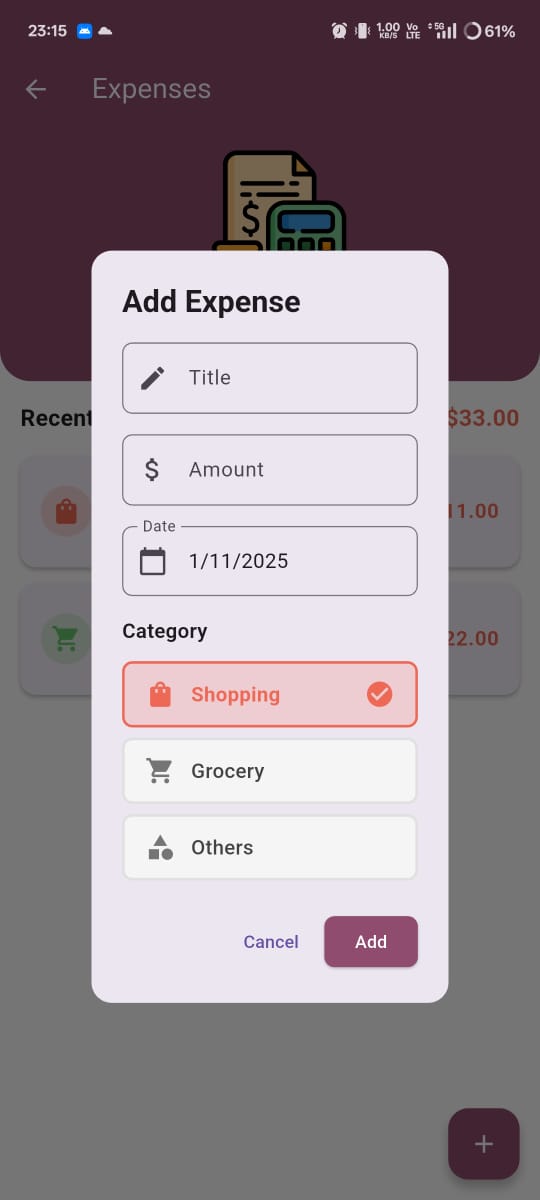 23:15 1.00 KB/S Vo LTE 5G 61%
Expenses
$
Add Expense
Title
$ Amount
Recent $33.00
Date
11.00
1/11/2025
Category
22.00
Shopping
Grocery
Others
Cancel Add
+